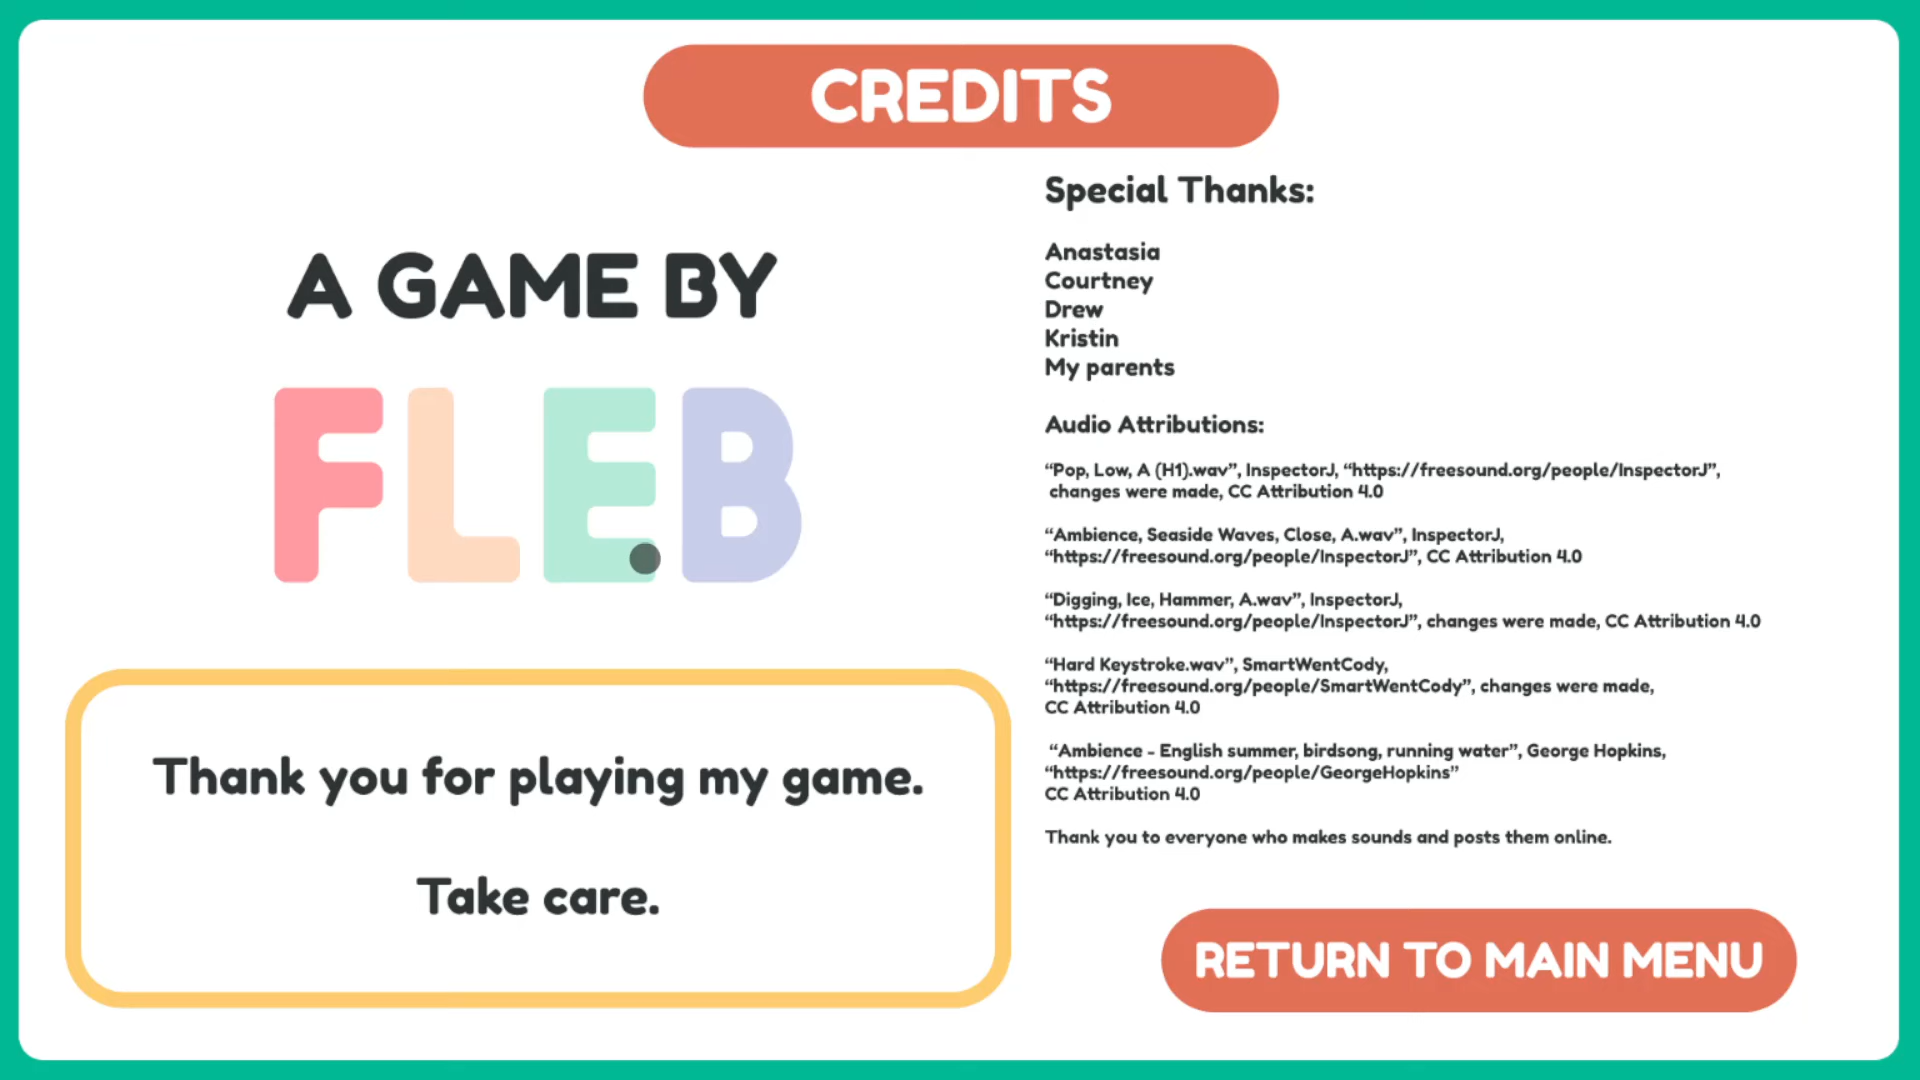 CREDITS
A GAME BY
FLEB
Thank you for playing my game.
Take care.
Special Thanks:
Anastasia
Courtney
Drew
Kristin
My parents
Audio Attributions:
“Pop, Low, A (H1).wav”, InspectorJ, “https://freesound.org/people/InspectorJ”,
changes were made, CC Attribution 4.0
“Ambience, Seaside Waves, Close, A.wav”, InspectorJ,
“https://freesound.org/people/InspectorJ”, CC Attribution 4.0
“Digging, Ice, Hammer, A.wav”, InspectorJ,
“https://freesound.org/people/InspectorJ”, changes were made, CC Attribution 4.0
“Hard Keystroke.wav”, SmartWentCody,
“https://freesound.org/people/SmartWentCody”, changes were made,
CC Attribution 4.0
“Ambience - English summer, birdsong, running water”, George Hopkins,
“https://freesound.org/people/GeorgeHopkins”
CC Attribution 4.0
Thank you to everyone who makes sounds and posts them online.
RETURN TO MAIN MENU